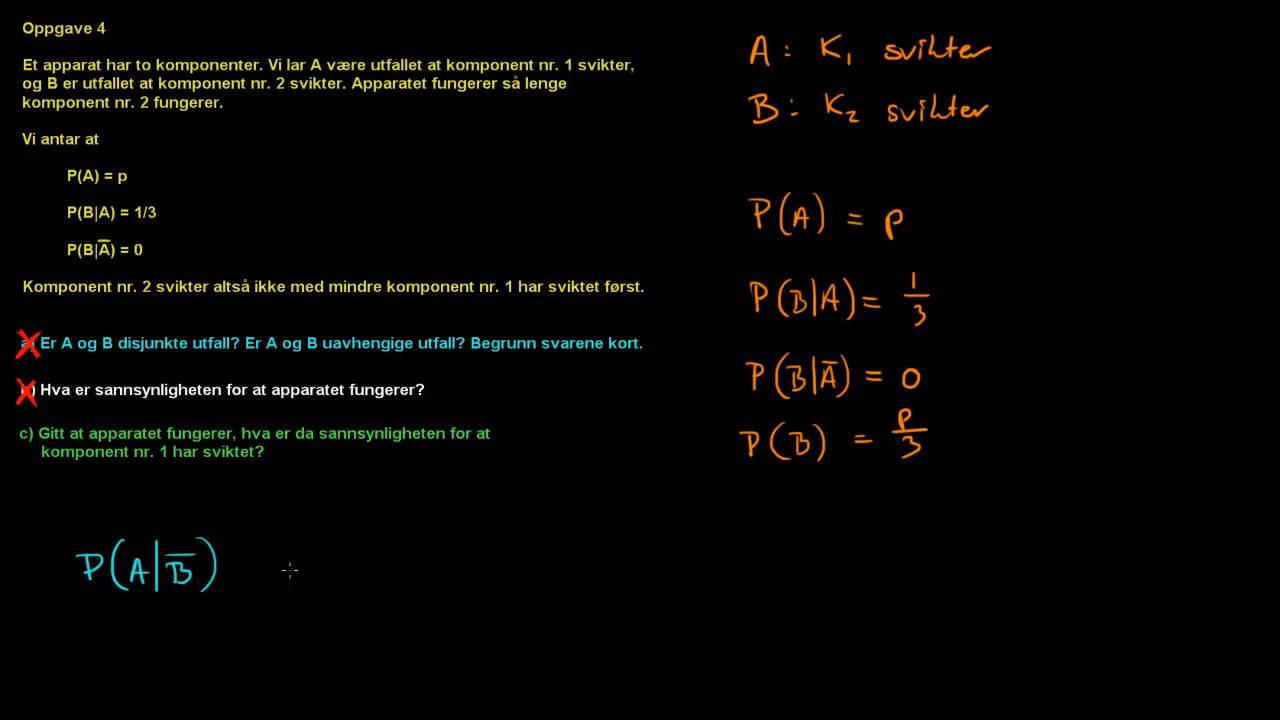 Oppgave 4
Et apparat har to komponenter. Vi lar A være utfallet at komponent nr. 1 svikter,
og B er utfallet at komponent nr. 2 svikter. Apparatet fungerer så lenge
komponent nr. 2 fungerer.
Vi antar at
P(A) = p
P(B|A) = 1/3
P(B|A̅) = 0
Komponent nr. 2 svikter altså ikke med mindre komponent nr. 1 har sviktet først.
a) Er A og B disjunkte utfall? Er A og B uavhengige utfall? Begrunn svarene kort.
b) Hva er sannsynligheten for at apparatet fungerer?
c) Gitt at apparatet fungerer, hva er da sannsynligheten for at
komponent nr. 1 har sviktet?
P(A|B̅)
A : K₁ svikter
B : K₂ svikter
P(A) = p
P(B|A) = 1/3
P(B|A̅) = 0
P(B) = p/3